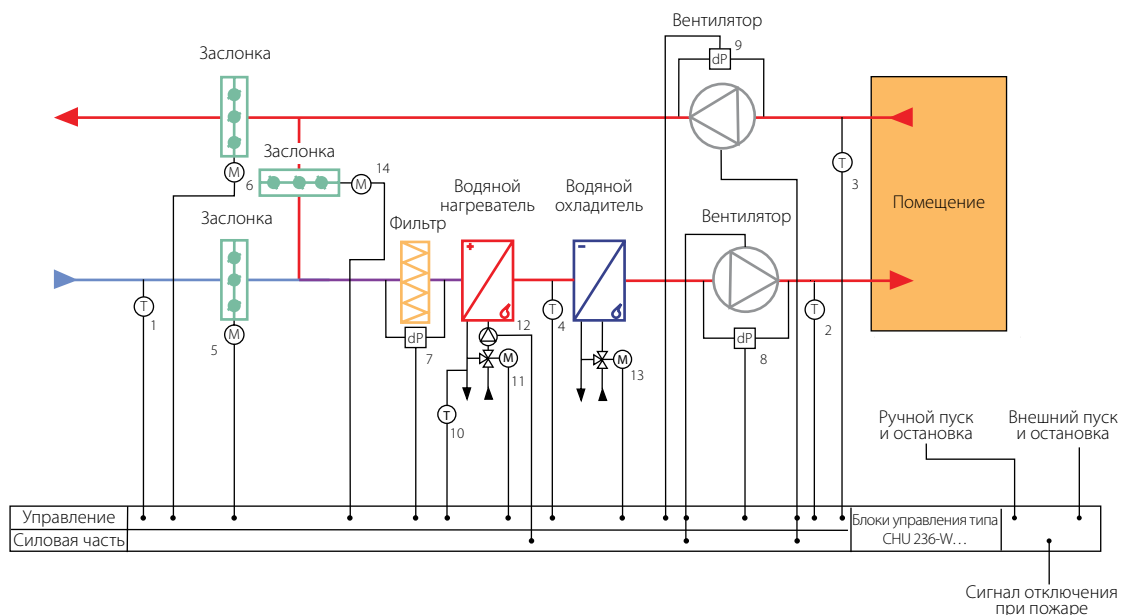 Вентилятор
9
dP
Заслонка
Заслонка
M
6
M
14
T
3
Помещение
Заслонка
Фильтр
Водяной
нагреватель
Водяной
охладитель
Вентилятор
+
-
T
1
M
5
dP
7
12
M
11
T
10
T
4
M
13
dP
8
T
2
Ручной пуск
и остановка
Внешний пуск
и остановка
Управление
Силовая часть
Блоки управления типа
CHU 236-W...
Сигнал отключения
при пожаре